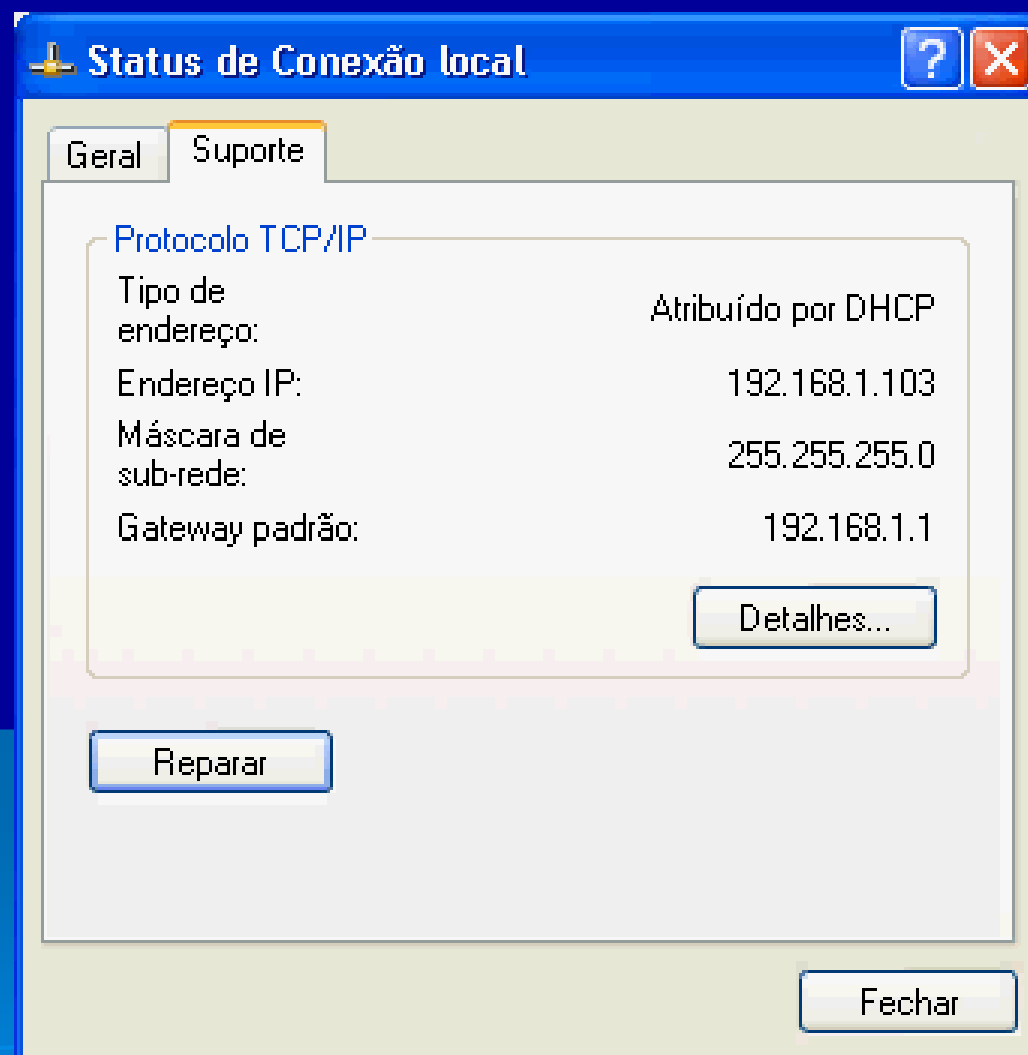 Status de Conexão local
Geral
Suporte
Protocolo TCP/IP
Tipo de
endereço:
Atribuído por DHCP
Endereço IP:
192.168.1.103
Máscara de
sub-rede:
255.255.255.0
Gateway padrão:
192.168.1.1
Detalhes...
Reparar
Fechar